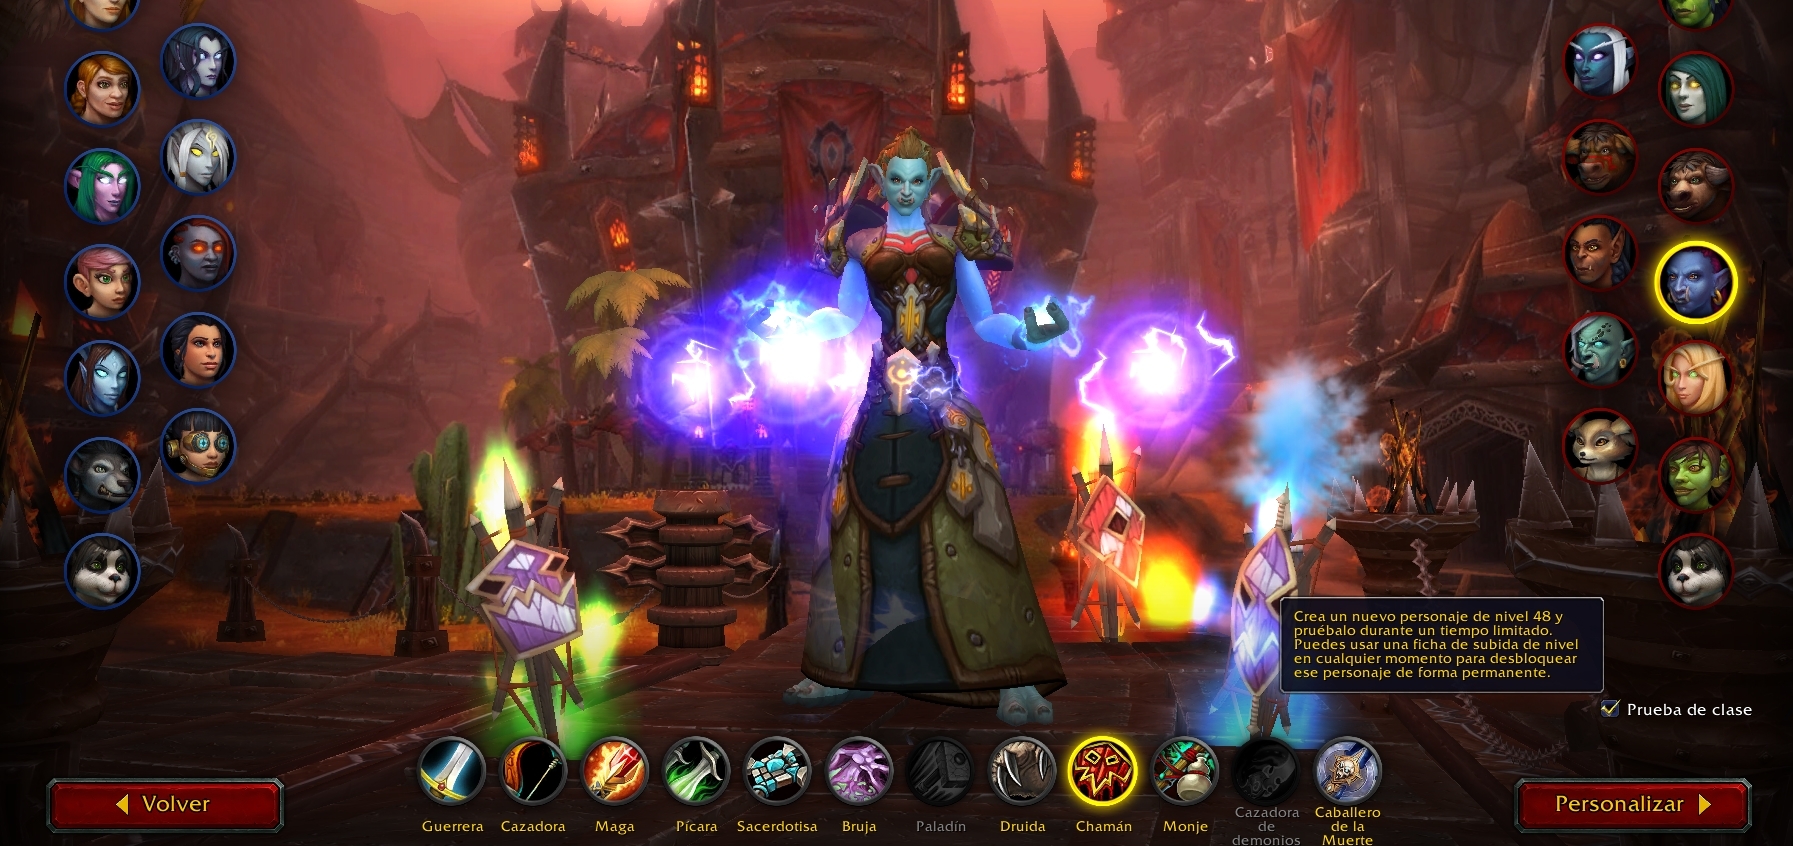 Crea un nuevo personaje de nivel 48 y
pruébalo durante un tiempo limitado.
Puedes usar una ficha de subida de nivel
en cualquier momento para desbloquear
ese personaje de forma permanente.
Prueba de clase
Volver
Personalizar
Guerrera
Cazadora
Maga
Pícara
Sacerdotisa
Bruja
Paladín
Druida
Chamán
Monje
Cazadora
de
demonios
Caballero
de la
Muerte